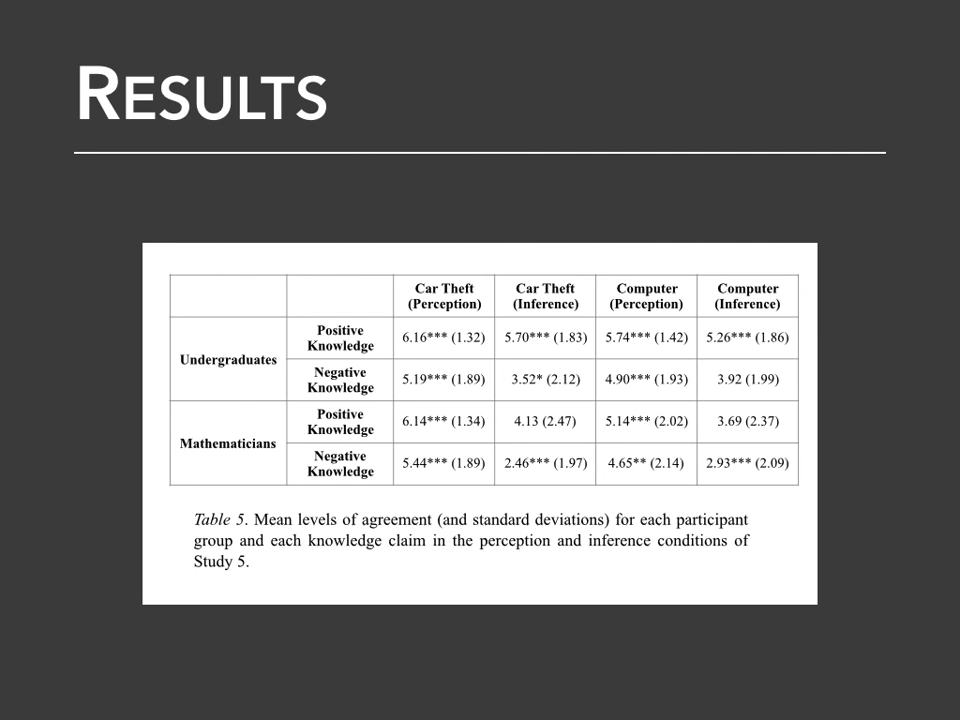 RESULTS
Car Theft (Perception) Car Theft (Inference) Computer (Perception) Computer (Inference)
Undergraduates Positive Knowledge 6.16*** (1.32) 5.70*** (1.83) 5.74*** (1.42) 5.26*** (1.86)
Negative Knowledge 5.19*** (1.89) 3.52* (2.12) 4.90*** (1.93) 3.92 (1.99)
Mathematicians Positive Knowledge 6.14*** (1.34) 4.13 (2.47) 5.14*** (2.02) 3.69 (2.37)
Negative Knowledge 5.44*** (1.89) 2.46*** (1.97) 4.65** (2.14) 2.93*** (2.09)
Table 5. Mean levels of agreement (and standard deviations) for each participant
group and each knowledge claim in the perception and inference conditions of
Study 5.